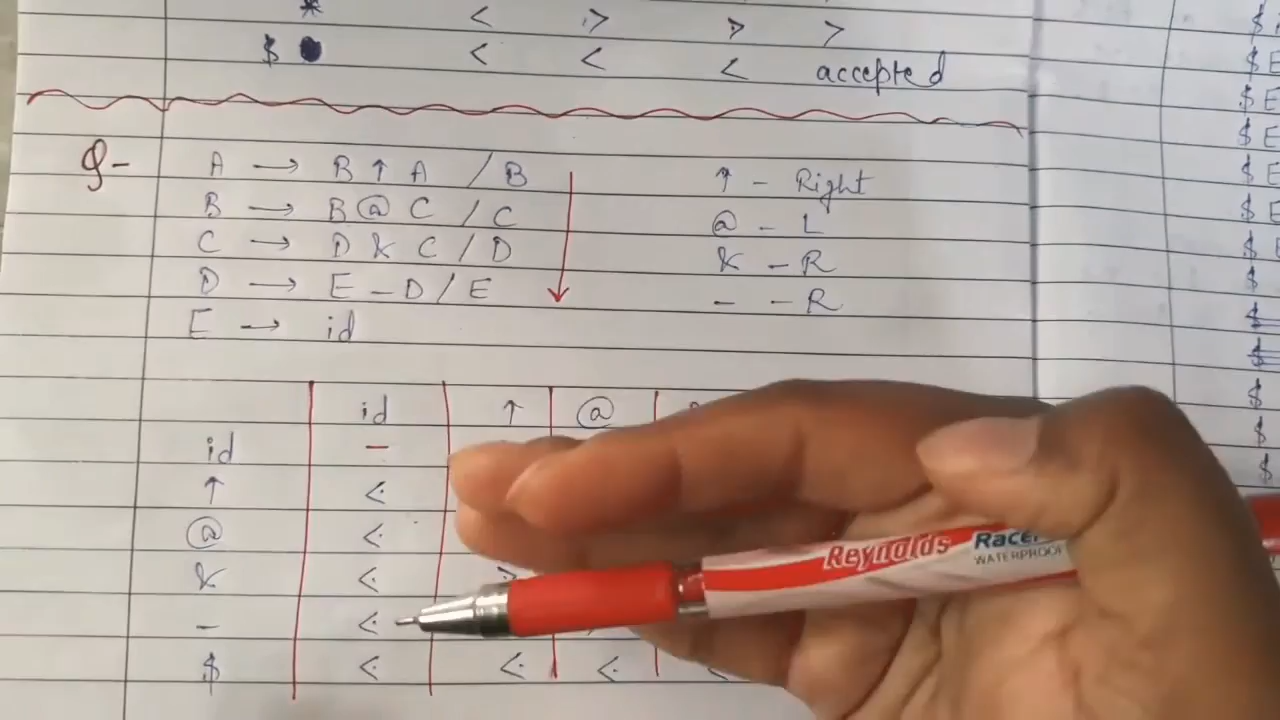 * < ⋗ ⋗ >
$ < < < accepted
Q- A → B ↑ A / B ↑ - Right
B → B @ C / C @ - L
C → D & C / D & - R
D → E - D / E - - R
E → id
id ↑ @
id -
↑ <·
@ <·
& <·
- <·
$ <· <· <·
Reynolds Racer
WATERPROOF
$
$ E
$ E
$ E
$ E
$ E
$
$
$
$